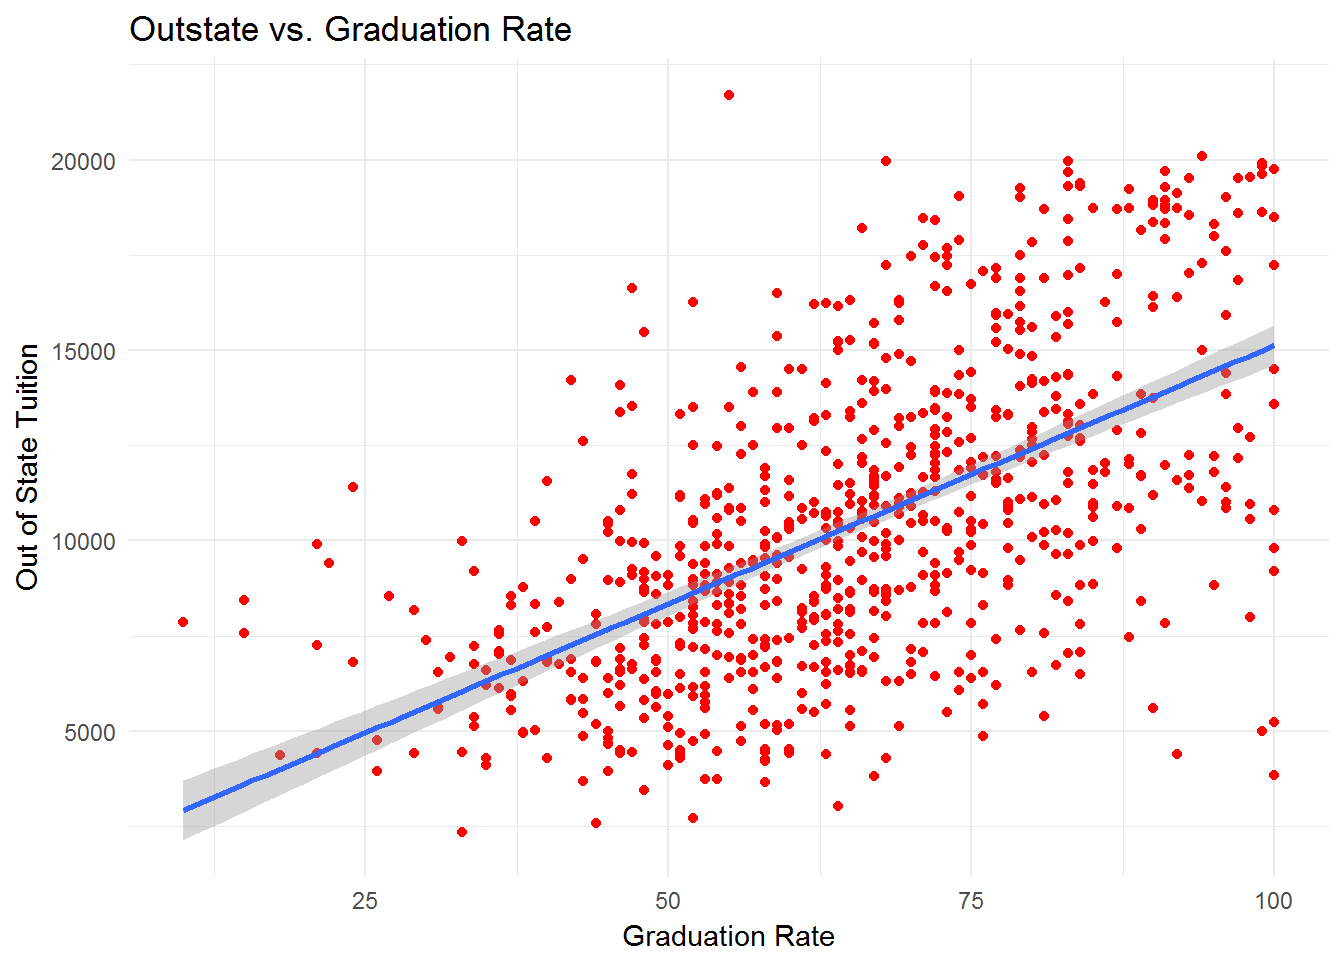 Outstate vs. Graduation Rate
20000
15000
10000
5000
Out of State Tuition
25 50 75 100
Graduation Rate